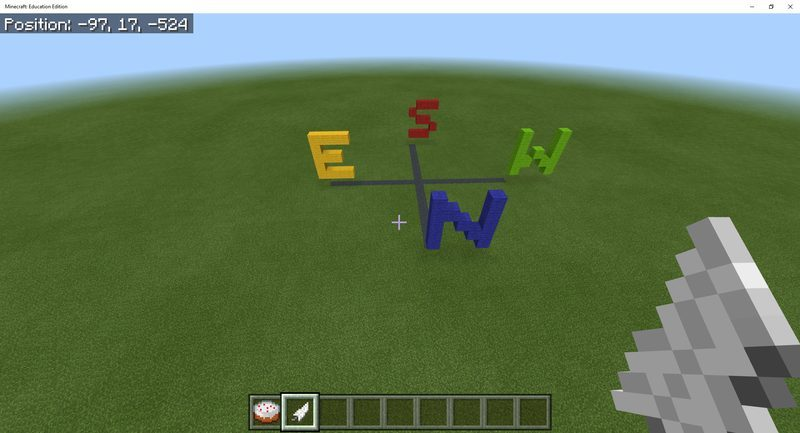 Minecraft: Education Edition
Position: -97, 17, -524
S
E
W
N